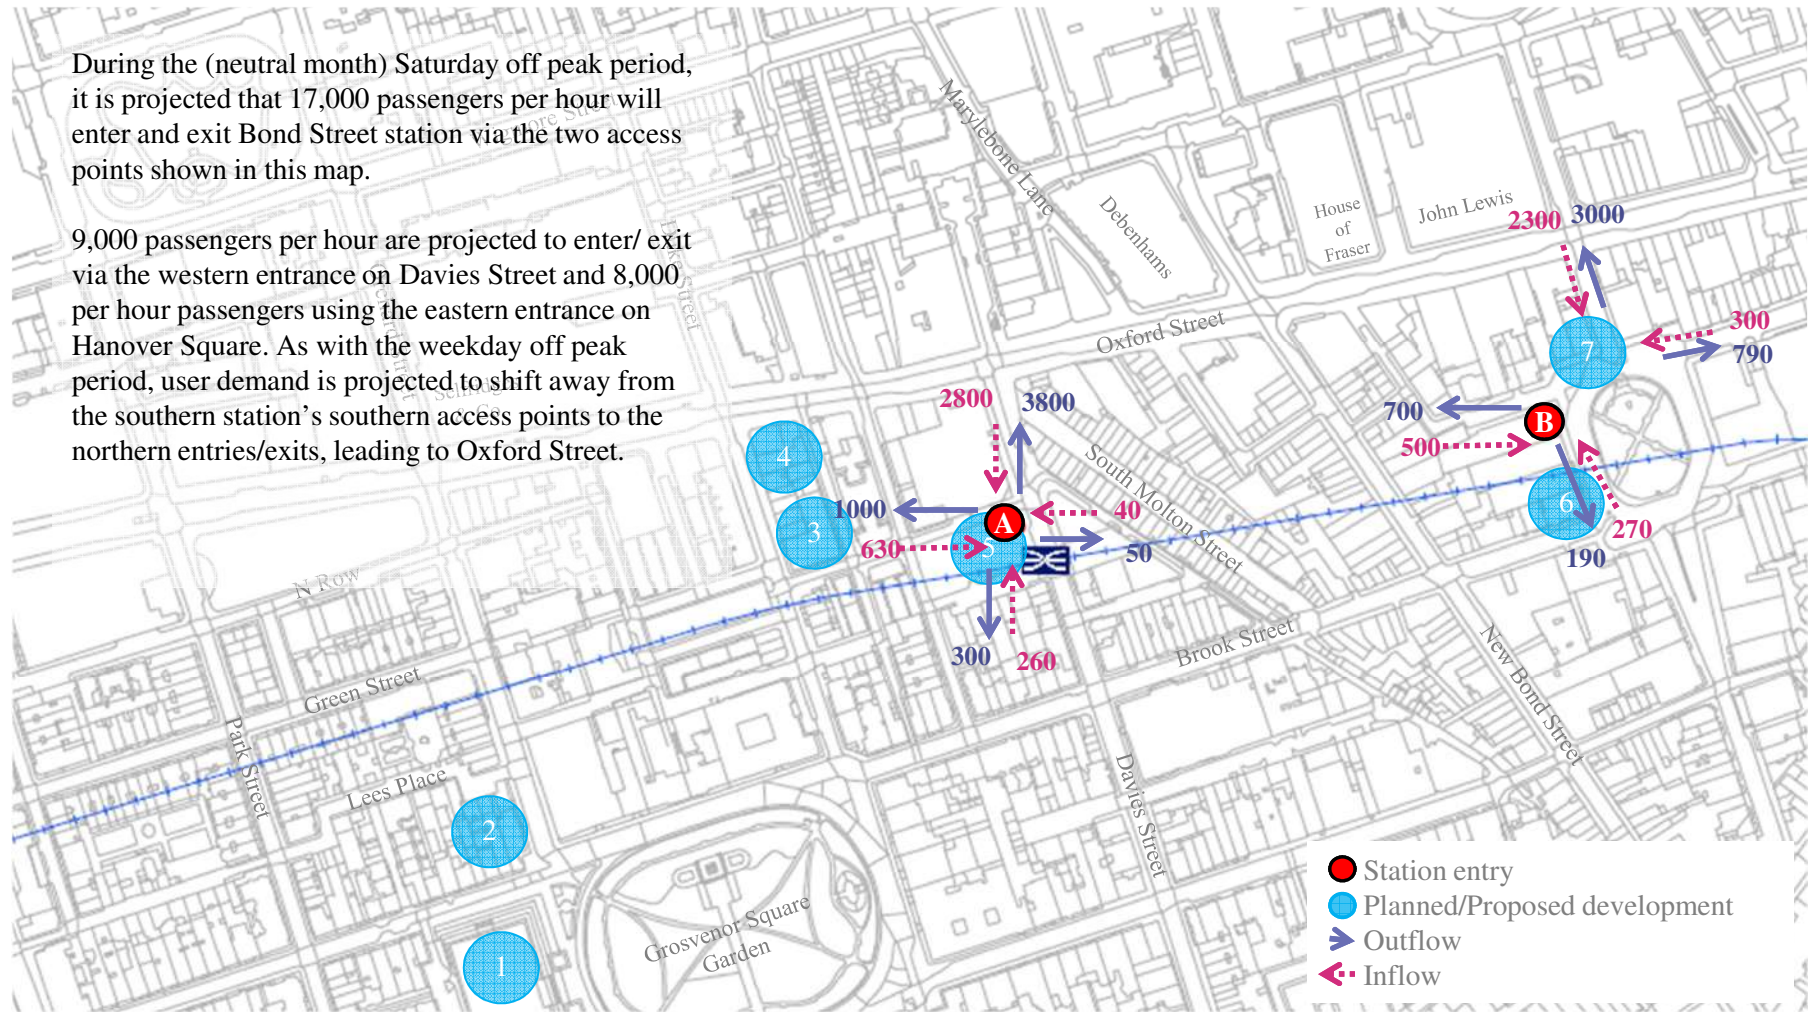 During the (neutral month) Saturday off peak period,
it is projected that 17,000 passengers per hour will
enter and exit Bond Street station via the two access
points shown in this map.
9,000 passengers per hour are projected to enter/ exit
via the western entrance on Davies Street and 8,000
per hour passengers using the eastern entrance on
Hanover Square. As with the weekday off peak
period, user demand is projected to shift away from
the southern station's southern access points to the
northern entries/exits, leading to Oxford Street.
Marylebone Lane
Debenhams
House
of
Fraser
John Lewis
2300
3000
7
300
790
Oxford Street
2800
3800
700
B
500
4
South Molton Street
1000
A
40
3
630
5
50
6
270
190
N Row
300
260
Brook Street
Green Street
New Bond Street
Park Street
Lees Place
Davies Street
2
Grosvenor Square
Garden
1
Station entry
Planned/Proposed development
Outflow
Inflow